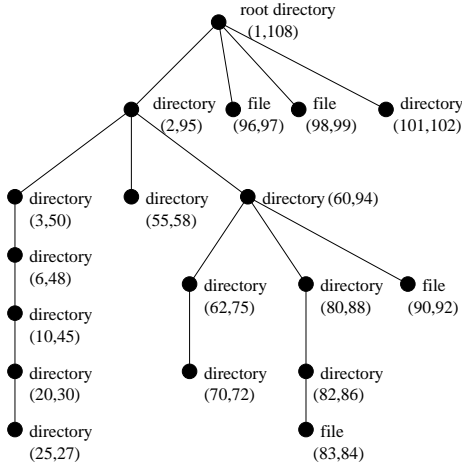 root directory
(1,108)
directory
(2,95)
file
(96,97)
file
(98,99)
directory
(101,102)
directory
(3,50)
directory
(55,58)
directory (60,94)
directory
(6,48)
directory
(62,75)
directory
(80,88)
file
(90,92)
directory
(10,45)
directory
(20,30)
directory
(70,72)
directory
(82,86)
directory
(25,27)
file
(83,84)